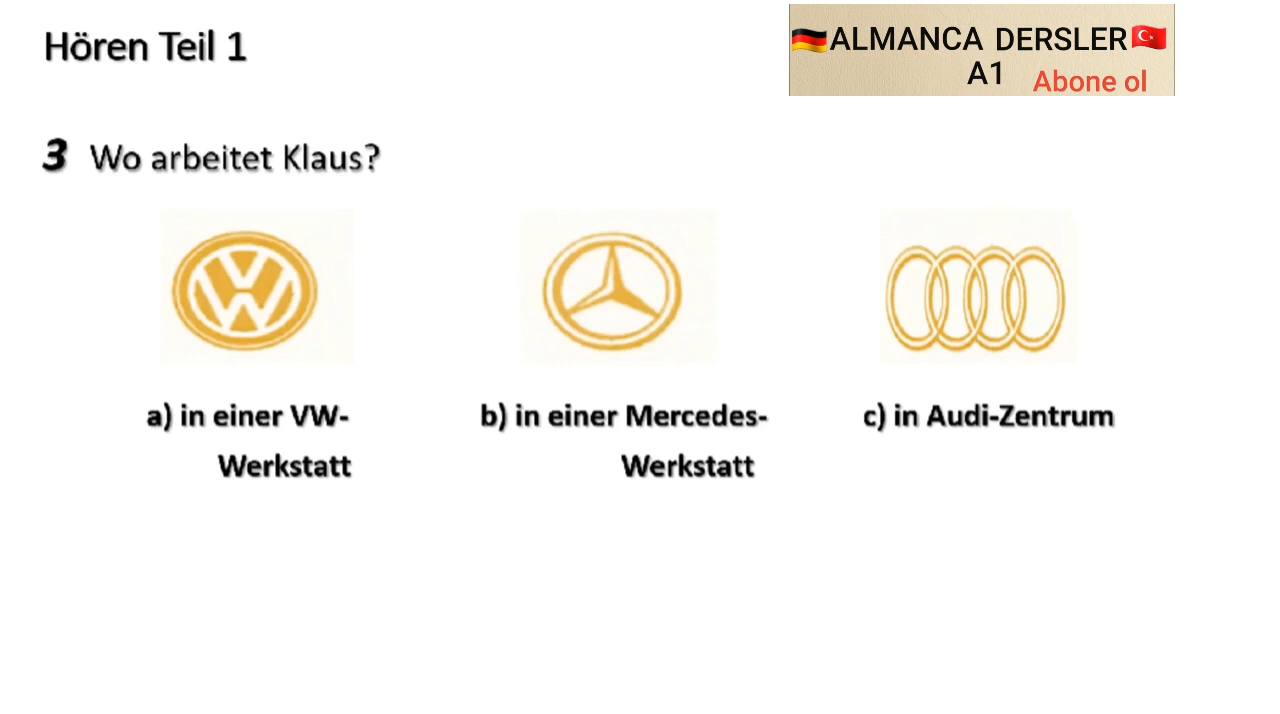 Hören Teil 1
🇩🇪ALMANCA DERSLER🇹🇷
A1 Abone ol
3 Wo arbeitet Klaus?
a) in einer VW-
Werkstatt
b) in einer Mercedes-
Werkstatt
c) in Audi-Zentrum